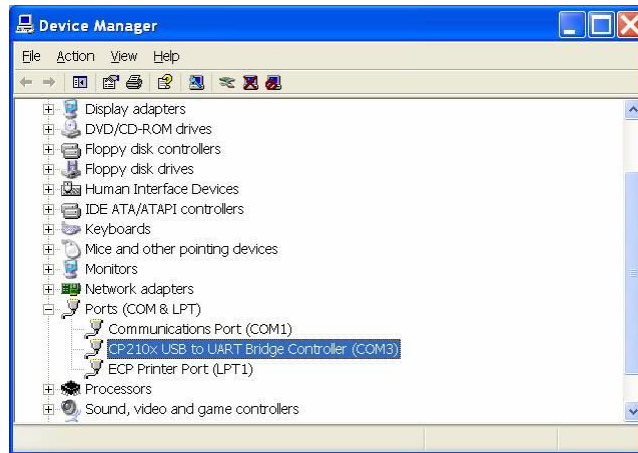 Device Manager
File Action View Help
Display adapters
DVD/CD-ROM drives
Floppy disk controllers
Floppy disk drives
Human Interface Devices
IDE ATA/ATAPI controllers
Keyboards
Mice and other pointing devices
Monitors
Network adapters
Ports (COM & LPT)
Communications Port (COM1)
CP210x USB to UART Bridge Controller (COM3)
ECP Printer Port (LPT1)
Processors
Sound, video and game controllers